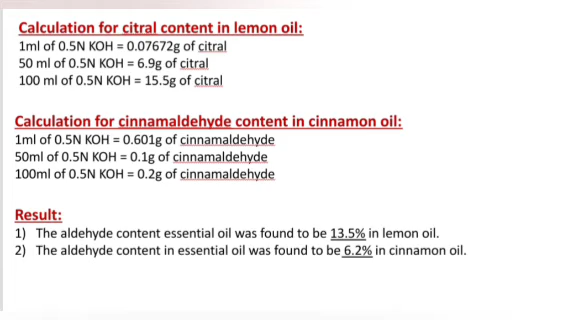 Calculation for citral content in lemon oil:
1ml of 0.5N KOH = 0.07672g of citral
50 ml of 0.5N KOH = 6.9g of citral
100 ml of 0.5N KOH = 15.5g of citral
Calculation for cinnamaldehyde content in cinnamon oil:
1ml of 0.5N KOH = 0.601g of cinnamaldehyde
50ml of 0.5N KOH = 0.1g of cinnamaldehyde
100ml of 0.5N KOH = 0.2g of cinnamaldehyde
Result:
1) The aldehyde content essential oil was found to be 13.5% in lemon oil.
2) The aldehyde content in essential oil was found to be 6.2% in cinnamon oil.